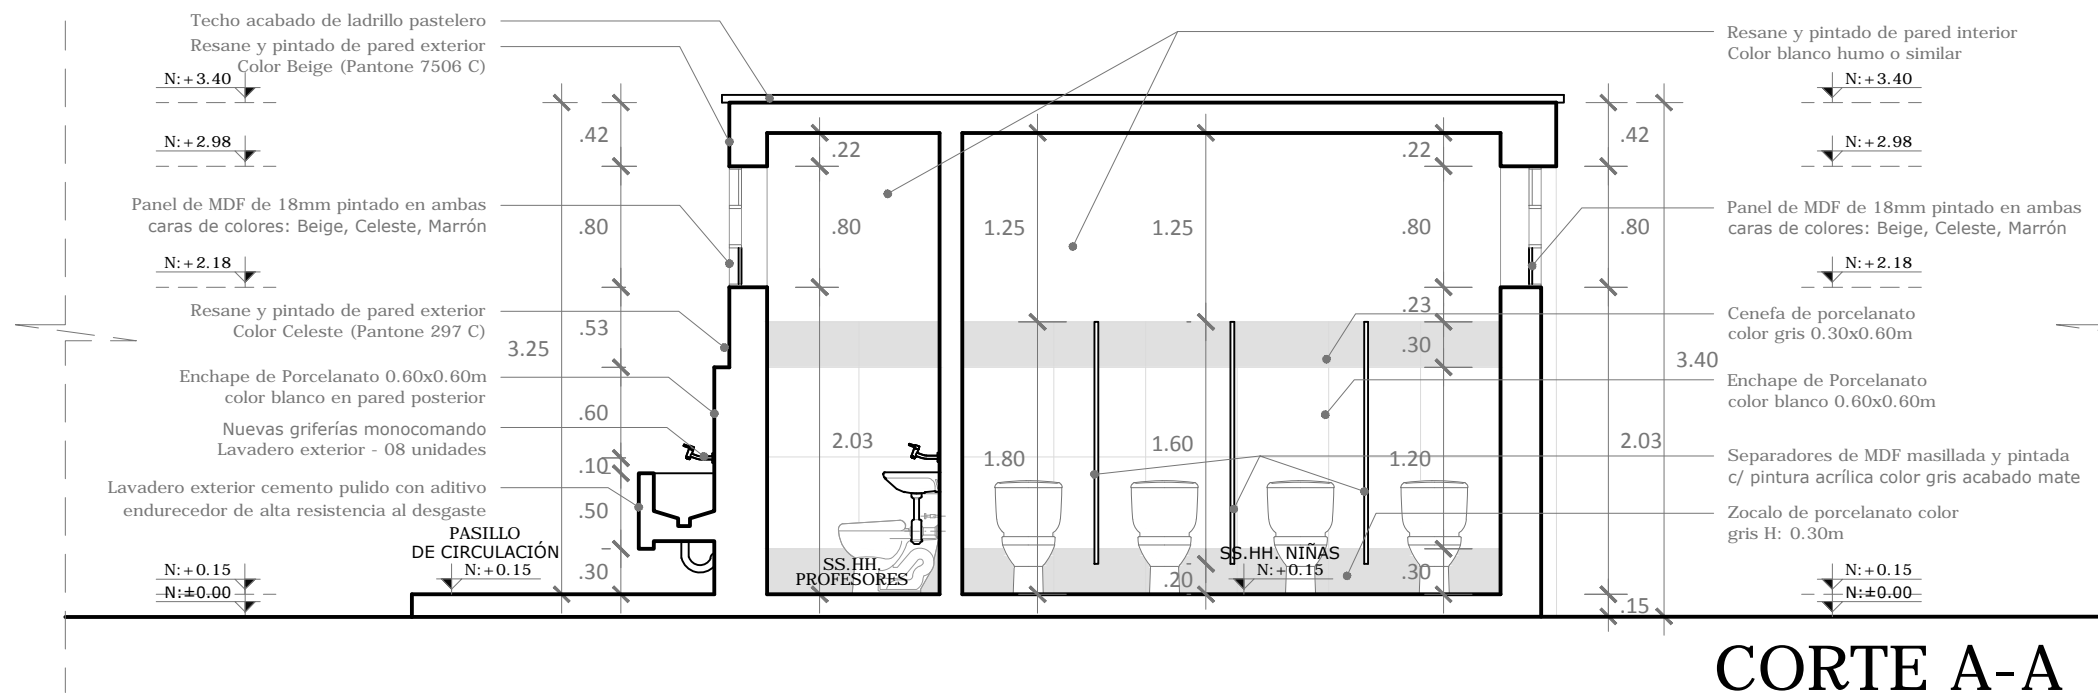 Techo acabado de ladrillo pastelero
Resane y pintado de pared exterior
Color Beige (Pantone 7506 C)
N:+3.40
N:+2.98
Panel de MDF de 18mm pintado en ambas
caras de colores: Beige, Celeste, Marrón
N:+2.18
Resane y pintado de pared exterior
Color Celeste (Pantone 297 C)
Enchape de Porcelanato 0.60x0.60m
color blanco en pared posterior
Nuevas griferías monocomando
Lavadero exterior - 08 unidades
Lavadero exterior cemento pulido con aditivo
endurecedor de alta resistencia al desgaste
PASILLO
DE CIRCULACIÓN
N:+0.15
N:+0.15
N:±0.00
3.25
.42
.80
.53
.60
.10
.50
.30
.22
.80
2.03
SS.HH.
PROFESORES
1.25
1.80
1.25
1.60
.20
SS.HH. NIÑAS
N:+0.15
.22
.80
.23
.30
1.20
.30
.42
.80
2.03
.15
3.40
Resane y pintado de pared interior
Color blanco humo o similar
N:+3.40
N:+2.98
Panel de MDF de 18mm pintado en ambas
caras de colores: Beige, Celeste, Marrón
N:+2.18
Cenefa de porcelanato
color gris 0.30x0.60m
Enchape de Porcelanato
color blanco 0.60x0.60m
Separadores de MDF masillada y pintada
c/ pintura acrílica color gris acabado mate
Zocalo de porcelanato color
gris H: 0.30m
N:+0.15
N:±0.00
CORTE A-A